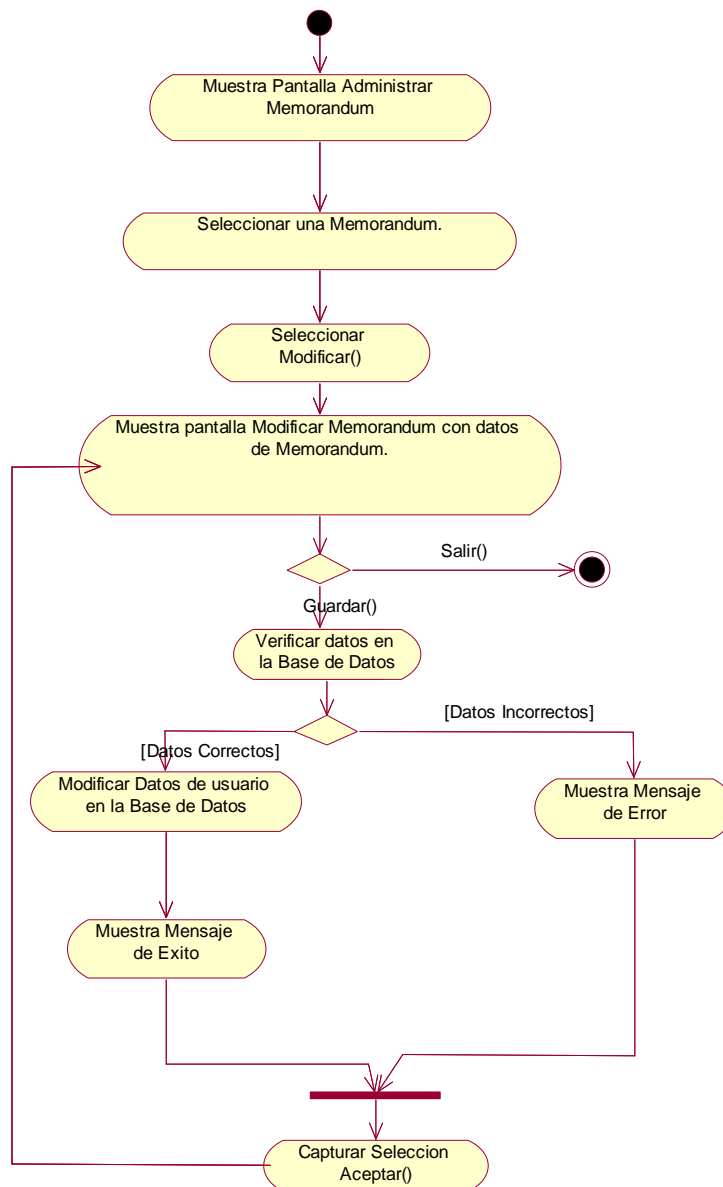 Muestra Pantalla Administrar
Memorandum
Seleccionar una Memorandum.
Seleccionar
Modificar()
Muestra pantalla Modificar Memorandum con datos
de Memorandum.
Salir()
Guardar()
Verificar datos en
la Base de Datos
[Datos Incorrectos]
[Datos Correctos]
Modificar Datos de usuario
en la Base de Datos
Muestra Mensaje
de Error
Muestra Mensaje
de Exito
Capturar Seleccion
Aceptar()